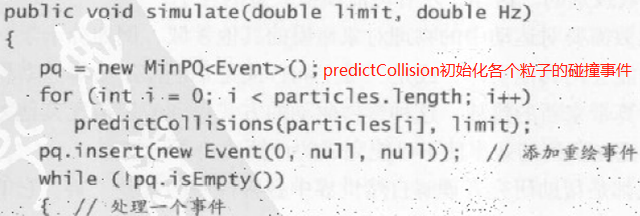 public void simulate(double limit, double Hz)
{
pq = new MinPQ<Event>(); predictCollision初始化各个粒子的碰撞事件
for (int i = 0; i < particles.length; i++)
predictCollisions(particles[i], limit);
pq.insert(new Event(0, null,null)); // 添加重绘事件
while (!pq.isEmpty())
{ // 处理一个事件